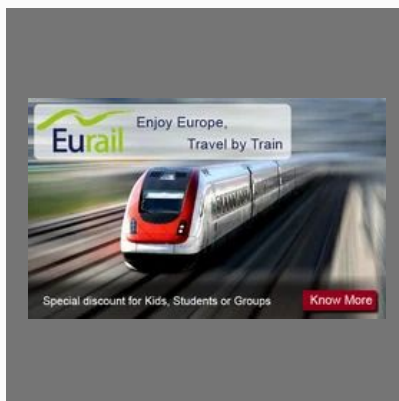 Eurail
Enjoy Europe,
Travel by Train
Special discount for Kids, Students or Groups
Know More